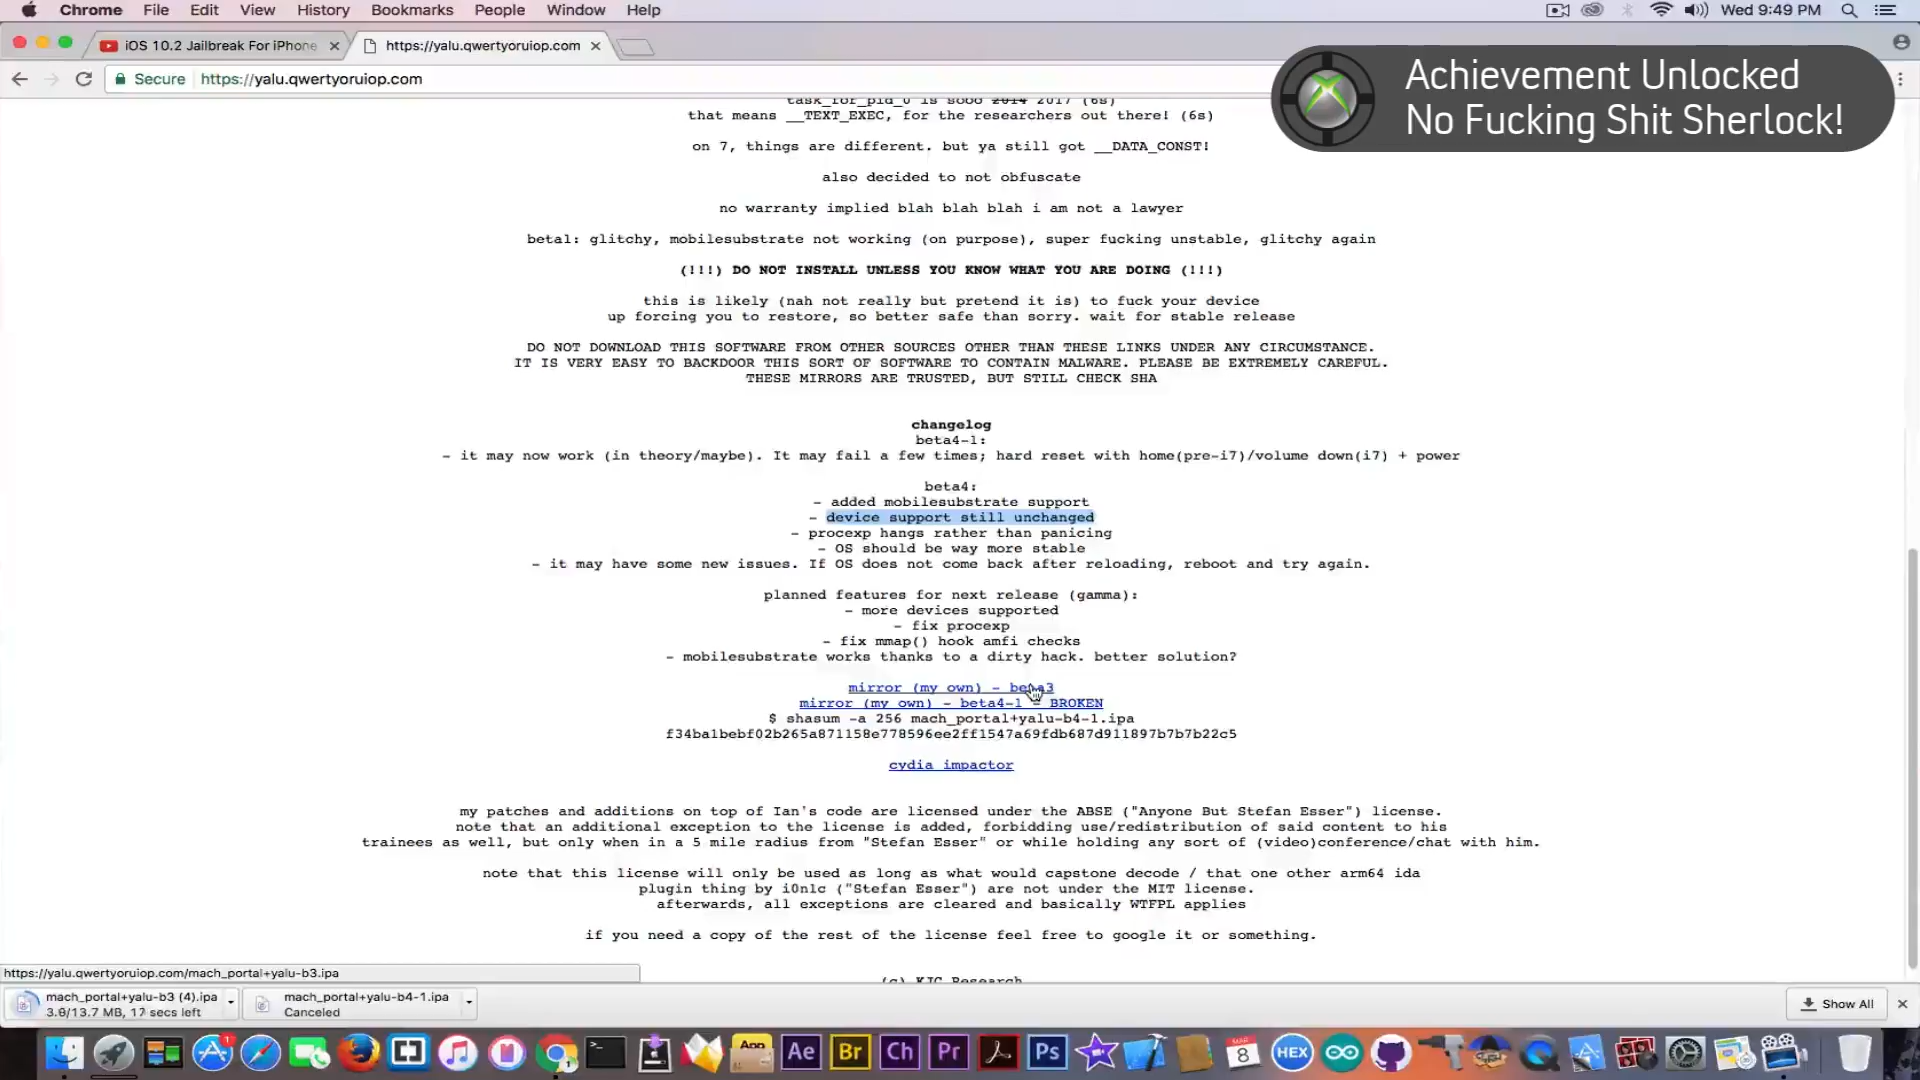 Chrome File Edit View History Bookmarks People Window Help
Wed 9:49 PM
iOS 10.2 Jailbreak For iPhone
https://yalu.qwertyoruiop.com
Secure https://yalu.qwertyoruiop.com
Achievement Unlocked
No Fucking Shit Sherlock!
task_for_pid_0 is sooo 2014 2017 (6s)
that means __TEXT_EXEC, for the researchers out there! (6s)
on 7, things are different. but ya still got __DATA_CONST!
also decided to not obfuscate
no warranty implied blah blah blah i am not a lawyer
beta1: glitchy, mobilesubstrate not working (on purpose), super fucking unstable, glitchy again
(!!!) DO NOT INSTALL UNLESS YOU KNOW WHAT YOU ARE DOING (!!!)
this is likely (nah not really but pretend it is) to fuck your device
up forcing you to restore, so better safe than sorry. wait for stable release
DO NOT DOWNLOAD THIS SOFTWARE FROM OTHER SOURCES OTHER THAN THESE LINKS UNDER ANY CIRCUMSTANCE.
IT IS VERY EASY TO BACKDOOR THIS SORT OF SOFTWARE TO CONTAIN MALWARE. PLEASE BE EXTREMELY CAREFUL.
THESE MIRRORS ARE TRUSTED, BUT STILL CHECK SHA
changelog
beta4-1:
- it may now work (in theory/maybe). It may fail a few times; hard reset with home(pre-i7)/volume down(i7) + power
beta4:
- added mobilesubstrate support
- device support still unchanged
- procexp hangs rather than panicing
- OS should be way more stable
- it may have some new issues. If OS does not come back after reloading, reboot and try again.
planned features for next release (gamma):
- more devices supported
- fix procexp
- fix mmap() hook amfi checks
- mobilesubstrate works thanks to a dirty hack. better solution?
mirror (my own) - beta3
mirror (my own) - beta4-1 - BROKEN
$ shasum -a 256 mach_portal+yalu-b4-1.ipa
f34ba1bebf02b265a871158e778596ee2ff1547a69fdb687d911897b7b7b22c5
cydia impactor
my patches and additions on top of Ian's code are licensed under the ABSE ("Anyone But Stefan Esser") license.
note that an additional exception to the license is added, forbidding use/redistribution of said content to his
trainees as well, but only when in a 5 mile radius from "Stefan Esser" or while holding any sort of (video)conference/chat with him.
note that this license will only be used as long as what would capstone decode / that one other arm64 ida
plugin thing by i0n1c ("Stefan Esser") are not under the MIT license.
afterwards, all exceptions are cleared and basically WTFPL applies
if you need a copy of the rest of the license feel free to google it or something.
(c) KJC Research
https://yalu.qwertyoruiop.com/mach_portal+yalu-b3.ipa
mach_portal+yalu-b3 (4).ipa
3.8/13.7 MB, 17 secs left
mach_portal+yalu-b4-1.ipa
Canceled
Show All
App
Ae
Br
Ch
Pr
Ps
8
HEX